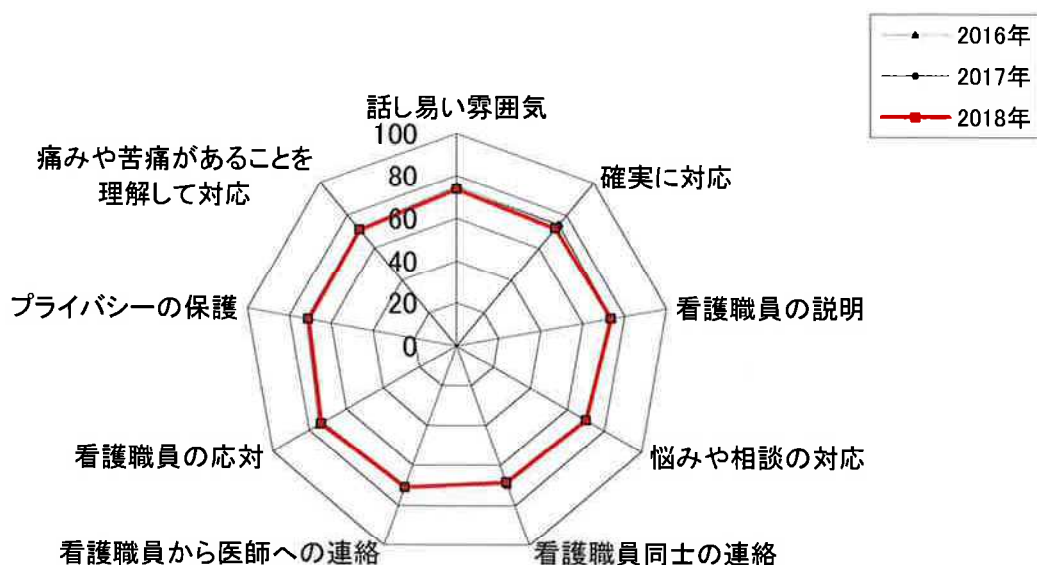 2016年
2017年
2018年
話し易い雰囲気
確実に対応
看護職員の説明
悩みや相談の対応
看護職員同士の連絡
看護職員から医師への連絡
看護職員の応対
プライバシーの保護
痛みや苦痛があることを
理解して対応
100
80
60
40
20
0